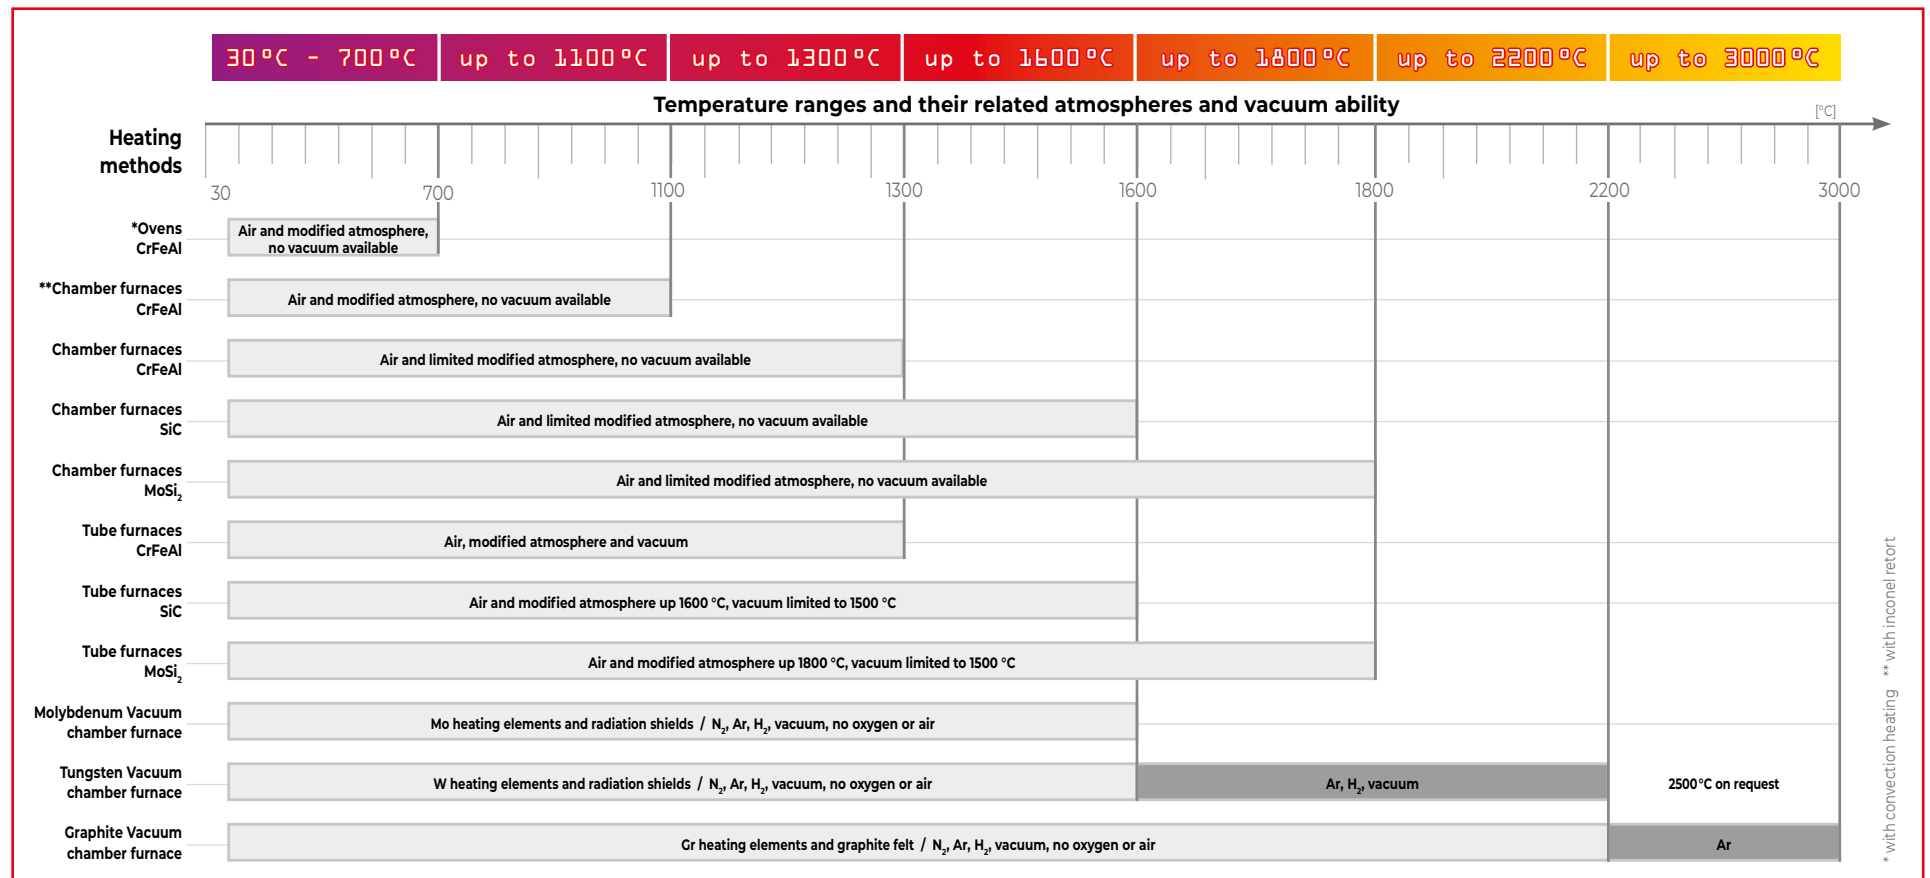 30°C - 700°C
up to 1100°C
up to 1300°C
up to 1600°C
up to 1800°C
up to 2200°C
up to 3000°C
Temperature ranges and their related atmospheres and vacuum ability
[°C]
Heating
methods
30
700
1100
1300
1600
1800
2200
3000
*Ovens
CrFeAl
Air and modified atmosphere,
no vacuum available
**Chamber furnaces
CrFeAl
Air and modified atmosphere, no vacuum available
Chamber furnaces
CrFeAl
Air and limited modified atmosphere, no vacuum available
Chamber furnaces
SiC
Air and limited modified atmosphere, no vacuum available
Chamber furnaces
MoSi₂
Air and limited modified atmosphere, no vacuum available
Tube furnaces
CrFeAl
Air, modified atmosphere and vacuum
Tube furnaces
SiC
Air and modified atmosphere up 1600 °C, vacuum limited to 1500 °C
Tube furnaces
MoSi₂
Air and modified atmosphere up 1800 °C, vacuum limited to 1500 °C
Molybdenum Vacuum
chamber furnace
Mo heating elements and radiation shields / N₂, Ar, H₂, vacuum, no oxygen or air
Tungsten Vacuum
chamber furnace
W heating elements and radiation shields / N₂, Ar, H₂, vacuum, no oxygen or air
Ar, H₂, vacuum
2500°C on request
Graphite Vacuum
chamber furnace
Gr heating elements and graphite felt / N₂, Ar, H₂, vacuum, no oxygen or air
Ar
* with convection heating ** with inconel retort